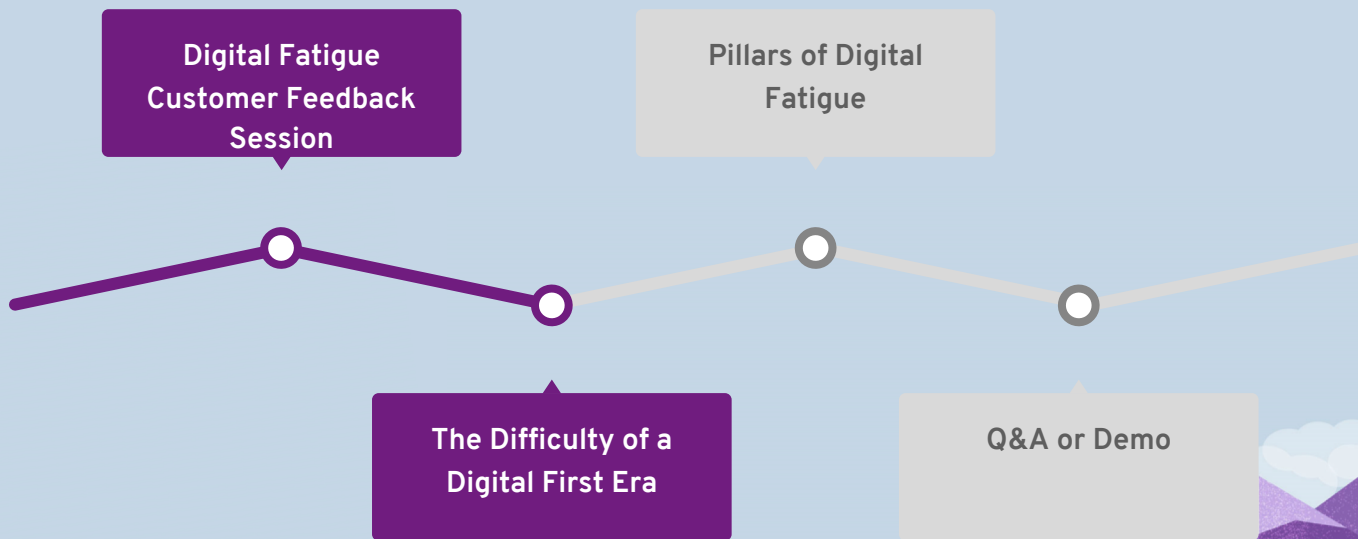 Digital Fatigue
Customer Feedback
Session
The Difficulty of a
Digital First Era
Pillars of Digital
Fatigue
Q&A or Demo